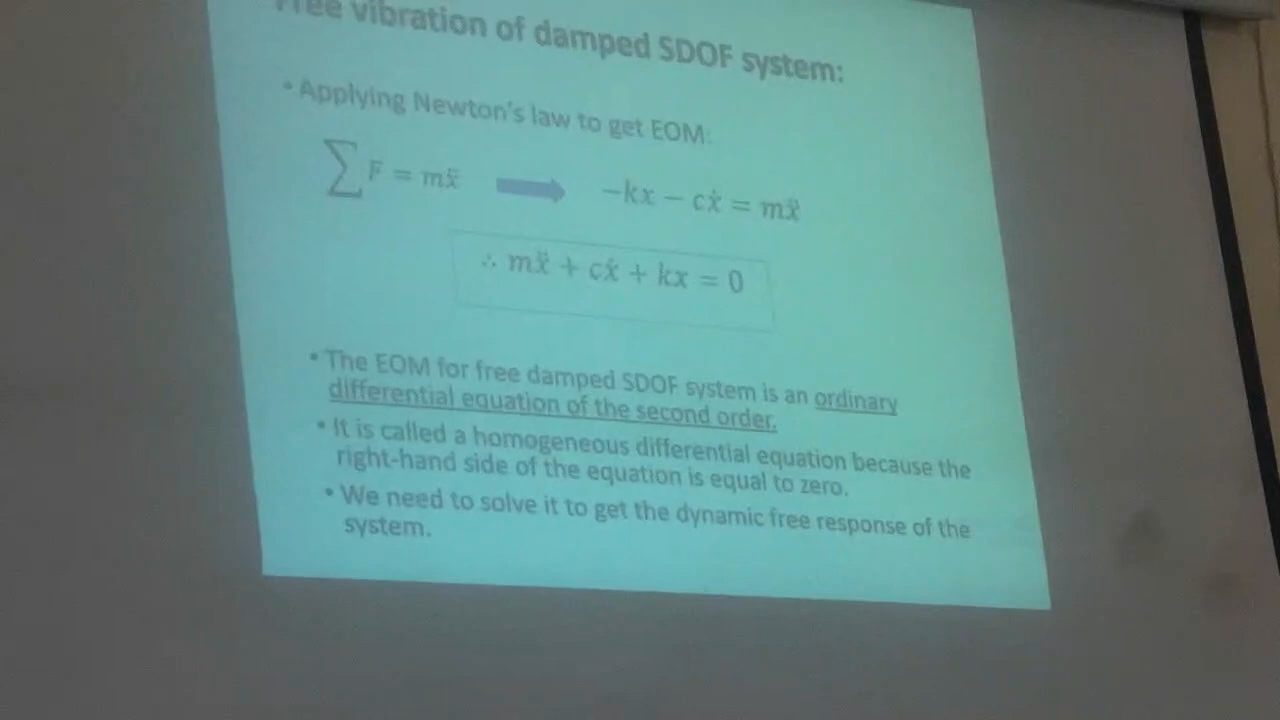 Free vibration of damped SDOF system:
• Applying Newton's law to get EOM:
∑ F = mẍ ➡ −kx − cẋ = mẍ
∴ mẍ + cẋ + kx = 0
• The EOM for free damped SDOF system is an ordinary
differential equation of the second order.
• It is called a homogeneous differential equation because the
right-hand side of the equation is equal to zero.
• We need to solve it to get the dynamic free response of the
system.